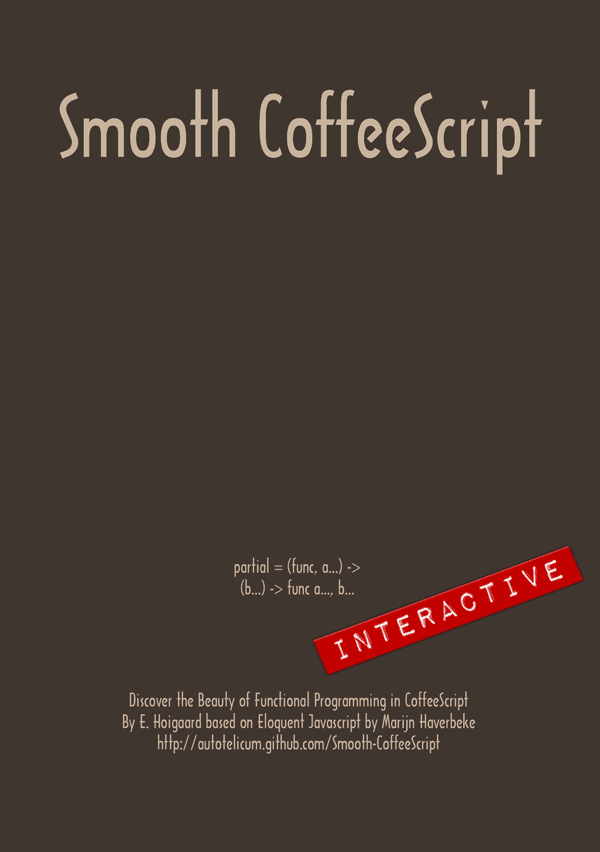 Smooth CoffeeScript
partial = (func, a...) ->
(b...) -> func a..., b...
INTERACTIVE
Discover the Beauty of Functional Programming in CoffeeScript
By E. Hoigaard based on Eloquent Javascript by Marijn Haverbeke
http://autotelicum.github.com/Smooth-CoffeeScript